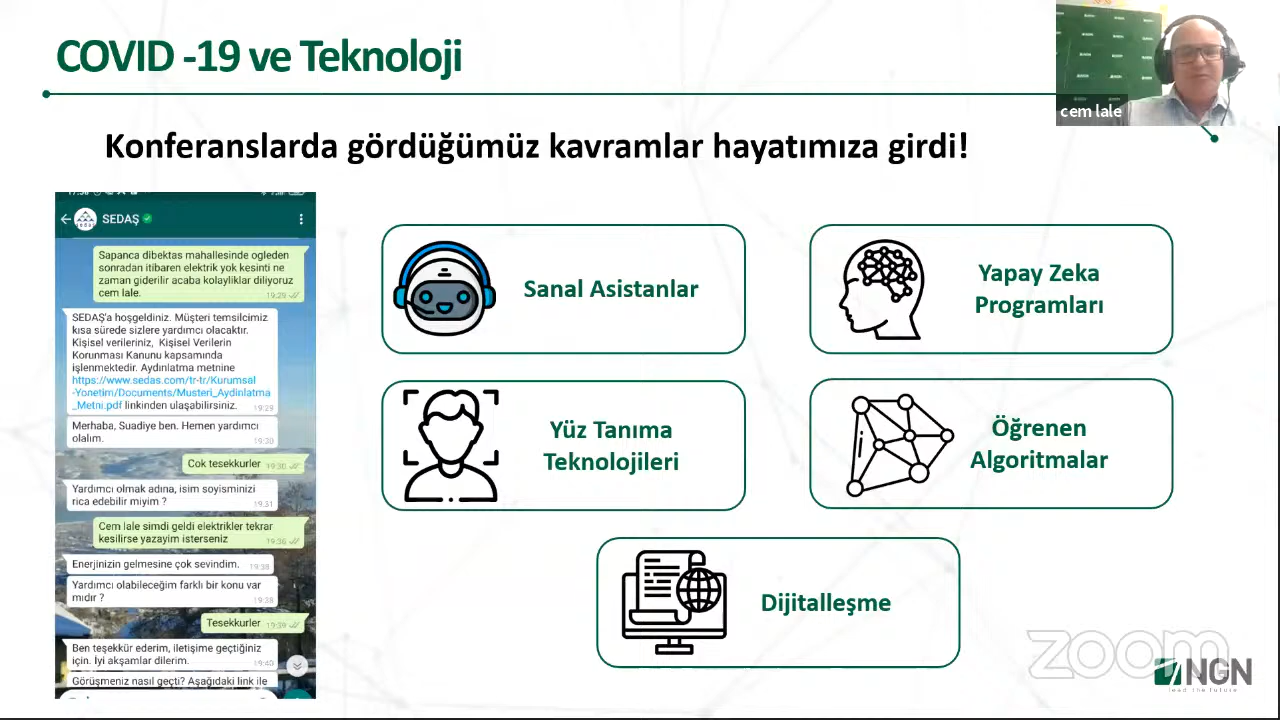 COVID -19 ve Teknoloji
cem lale
Konferanslarda gördüğümüz kavramlar hayatımıza girdi!
SEDAŞ
Sapanca dibektas mahallesinde ogleden
sonradan itibaren elektrik yok kesinti ne
zaman giderilir acaba kolayliklar diliyoruz
cem lale.
19:29
SEDAŞ'a hoşgeldiniz. Müşteri temsilcimiz
kısa sürede sizlere yardımcı olacaktır.
Kişisel verileriniz, Kişisel Verilerin
Korunması Kanunu kapsamında
işlenmektedir. Aydınlatma metnine
https://www.sedas.com/tr-tr/Kurumsal
-Yonetim/Documents/Musteri_Aydinlatma
_Metni.pdf linkinden ulaşabilirsiniz.
19:29
Merhaba, Suadiye ben. Hemen yardımcı
olalım.
19:30
Cok tesekkurler 19:30
Yardımcı olmak adına, isim soyisminizi
rica edebilir miyim ?
19:31
Cem lale simdi geldi elektrikler tekrar
kesilirse yazayim isterseniz
19:36
Enerjinizin gelmesine çok sevindim. 19:38
Yardımcı olabileceğim farklı bir konu var
mıdır ?
19:38
Tesekkurler 19:39
Ben teşekkür ederim, iletişime geçtiğiniz
için. İyi akşamlar dilerim.
19:40
Görüşmeniz nasıl geçti? Aşağıdaki link ile
Sanal Asistanlar
Yapay Zeka
Programları
Yüz Tanıma
Teknolojileri
Öğrenen
Algoritmalar
Dijitalleşme
zoom
NGN
lead the future